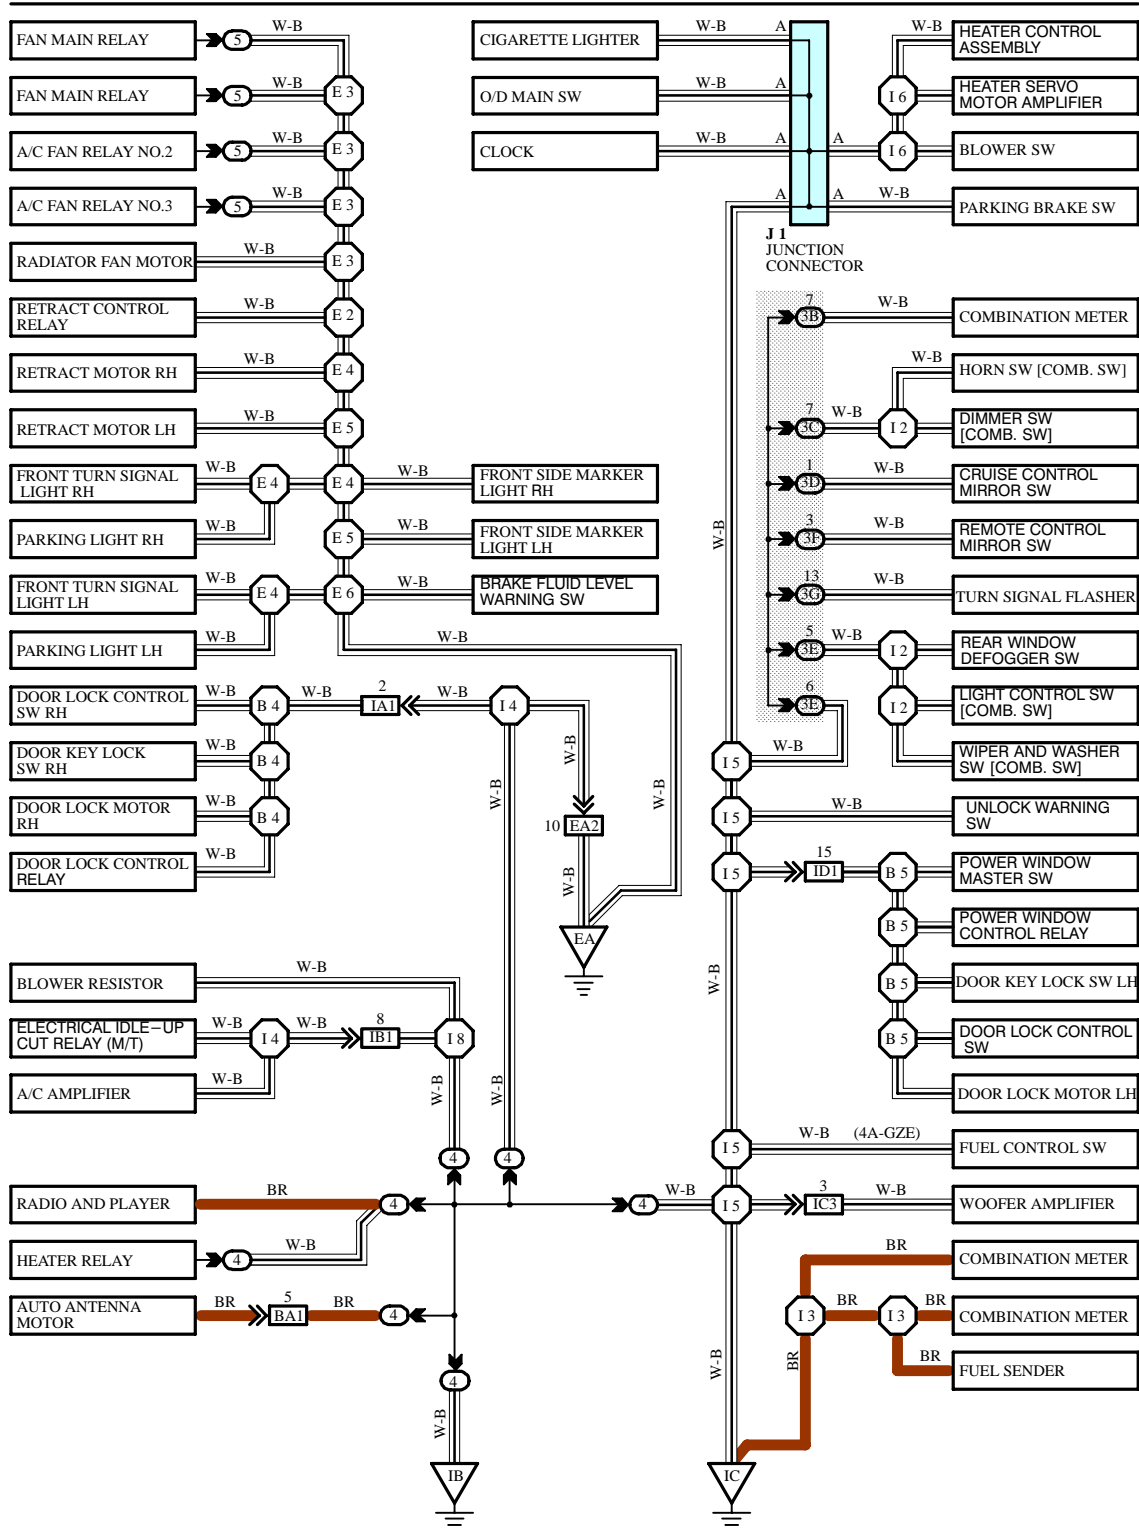 FAN MAIN RELAY
5
W-B
FAN MAIN RELAY
5
W-B
E 3
A/C FAN RELAY NO.2
5
W-B
E 3
A/C FAN RELAY NO.3
5
W-B
E 3
RADIATOR FAN MOTOR
W-B
E 3
RETRACT CONTROL
RELAY
W-B
E 2
RETRACT MOTOR RH
W-B
E 4
RETRACT MOTOR LH
W-B
E 5
FRONT TURN SIGNAL
LIGHT RH
W-B
E 4
E 4
W-B
FRONT SIDE MARKER
LIGHT RH
PARKING LIGHT RH
W-B
E 5
W-B
FRONT SIDE MARKER
LIGHT LH
FRONT TURN SIGNAL
LIGHT LH
W-B
E 4
E 6
W-B
BRAKE FLUID LEVEL
WARNING SW
PARKING LIGHT LH
W-B
W-B
DOOR LOCK CONTROL
SW RH
W-B
B 4
W-B
2
IA1
W-B
I 4
DOOR KEY LOCK
SW RH
W-B
B 4
W-B
W-B
W-B
DOOR LOCK MOTOR
RH
W-B
B 4
10
EA2
DOOR LOCK CONTROL
RELAY
W-B
W-B
EA
BLOWER RESISTOR
W-B
ELECTRICAL IDLE−UP
CUT RELAY (M/T)
W-B
I 4
W-B
8
IB1
I 8
A/C AMPLIFIER
W-B
W-B
W-B
4
4
RADIO AND PLAYER
BR
4
4
W-B
HEATER RELAY
4
W-B
AUTO ANTENNA
MOTOR
BR
5
BA1
BR
4
4
W-B
IB
CIGARETTE LIGHTER
W-B
A
O/D MAIN SW
W-B
A
CLOCK
W-B
A
A
A
A
W-B
J 1
JUNCTION
CONNECTOR
W-B
HEATER CONTROL
ASSEMBLY
I 6
HEATER SERVO
MOTOR AMPLIFIER
I 6
BLOWER SW
PARKING BRAKE SW
7
3B
W-B
COMBINATION METER
W-B
HORN SW [COMB. SW]
7
3C
W-B
I 2
DIMMER SW
[COMB. SW]
1
3D
W-B
CRUISE CONTROL
MIRROR SW
W-B
3
3F
W-B
REMOTE CONTROL
MIRROR SW
13
3G
W-B
TURN SIGNAL FLASHER
5
3E
W-B
I 2
REAR WINDOW
DEFOGGER SW
6
3E
I 2
LIGHT CONTROL SW
[COMB. SW]
I 5
W-B
WIPER AND WASHER
SW [COMB. SW]
I 5
W-B
UNLOCK WARNING
SW
I 5
15
ID1
B 5
POWER WINDOW
MASTER SW
B 5
POWER WINDOW
CONTROL RELAY
W-B
B 5
DOOR KEY LOCK SW LH
B 5
DOOR LOCK CONTROL
SW
DOOR LOCK MOTOR LH
I 5
W-B
(4A-GZE)
FUEL CONTROL SW
I 5
3
IC3
W-B
WOOFER AMPLIFIER
BR
COMBINATION METER
I 3
BR
I 3
BR
COMBINATION METER
W-B
BR
BR
FUEL SENDER
IC